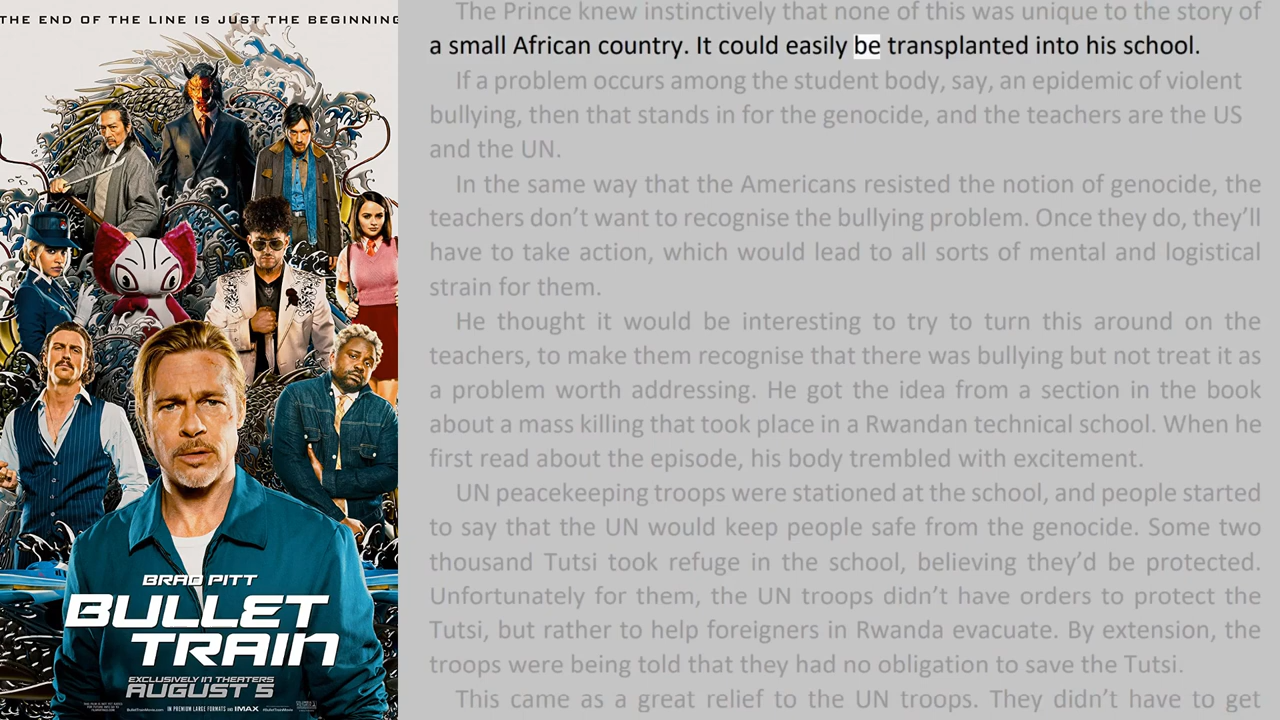 THE END OF THE LINE IS JUST THE BEGINNING
BRAD PITT
BULLET
TRAIN
EXCLUSIVELY IN THEATERS
AUGUST 5
BulletTrainMovie.com
IN PREMIUM LARGE FORMATS AND IMAX
#BulletTrainMovie
The Prince knew instinctively that none of this was unique to the story of
a small African country. It could easily be transplanted into his school.
If a problem occurs among the student body, say, an epidemic of violent
bullying, then that stands in for the genocide, and the teachers are the US
and the UN.
In the same way that the Americans resisted the notion of genocide, the
teachers don’t want to recognise the bullying problem. Once they do, they’ll
have to take action, which would lead to all sorts of mental and logistical
strain for them.
He thought it would be interesting to try to turn this around on the
teachers, to make them recognise that there was bullying but not treat it as
a problem worth addressing. He got the idea from a section in the book
about a mass killing that took place in a Rwandan technical school. When he
first read about the episode, his body trembled with excitement.
UN peacekeeping troops were stationed at the school, and people started
to say that the UN would keep people safe from the genocide. Some two
thousand Tutsi took refuge in the school, believing they’d be protected.
Unfortunately for them, the UN troops didn’t have orders to protect the
Tutsi, but rather to help foreigners in Rwanda evacuate. By extension, the
troops were being told that they had no obligation to save the Tutsi.
This came as a great relief to the UN troops. They didn’t have to get